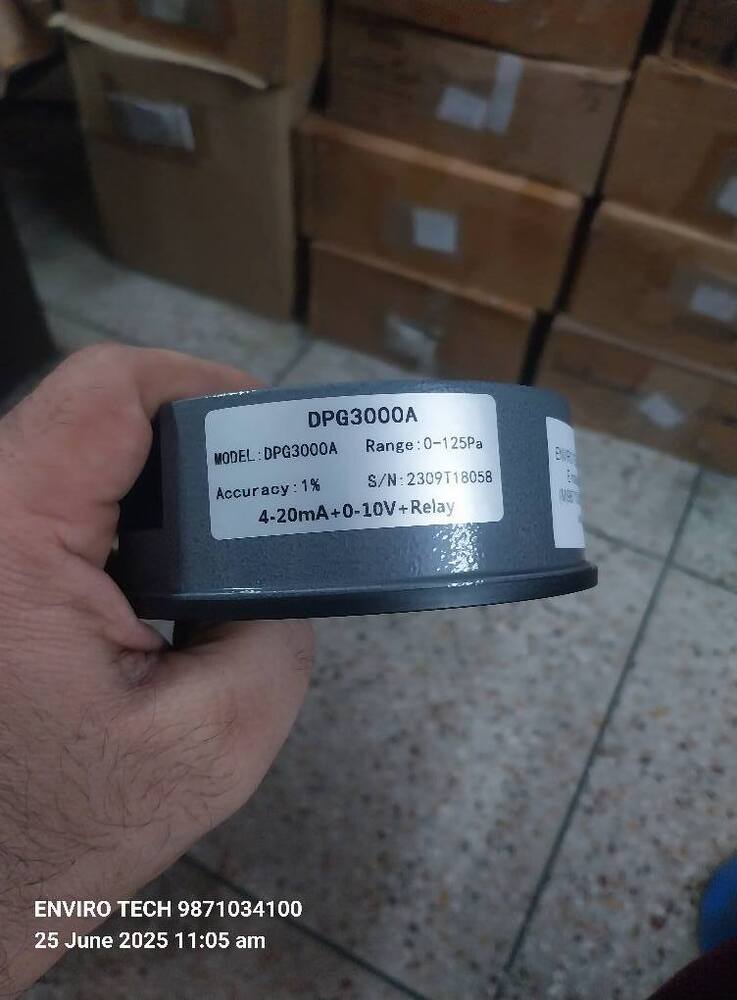 DPG3000A
MODEL:DPG3000A Range:0-125Pa
Accuracy:1% S/N:2309T18058
4-20mA+0-10V+Relay
ENVIRO TECH 9871034100
25 June 2025 11:05 am